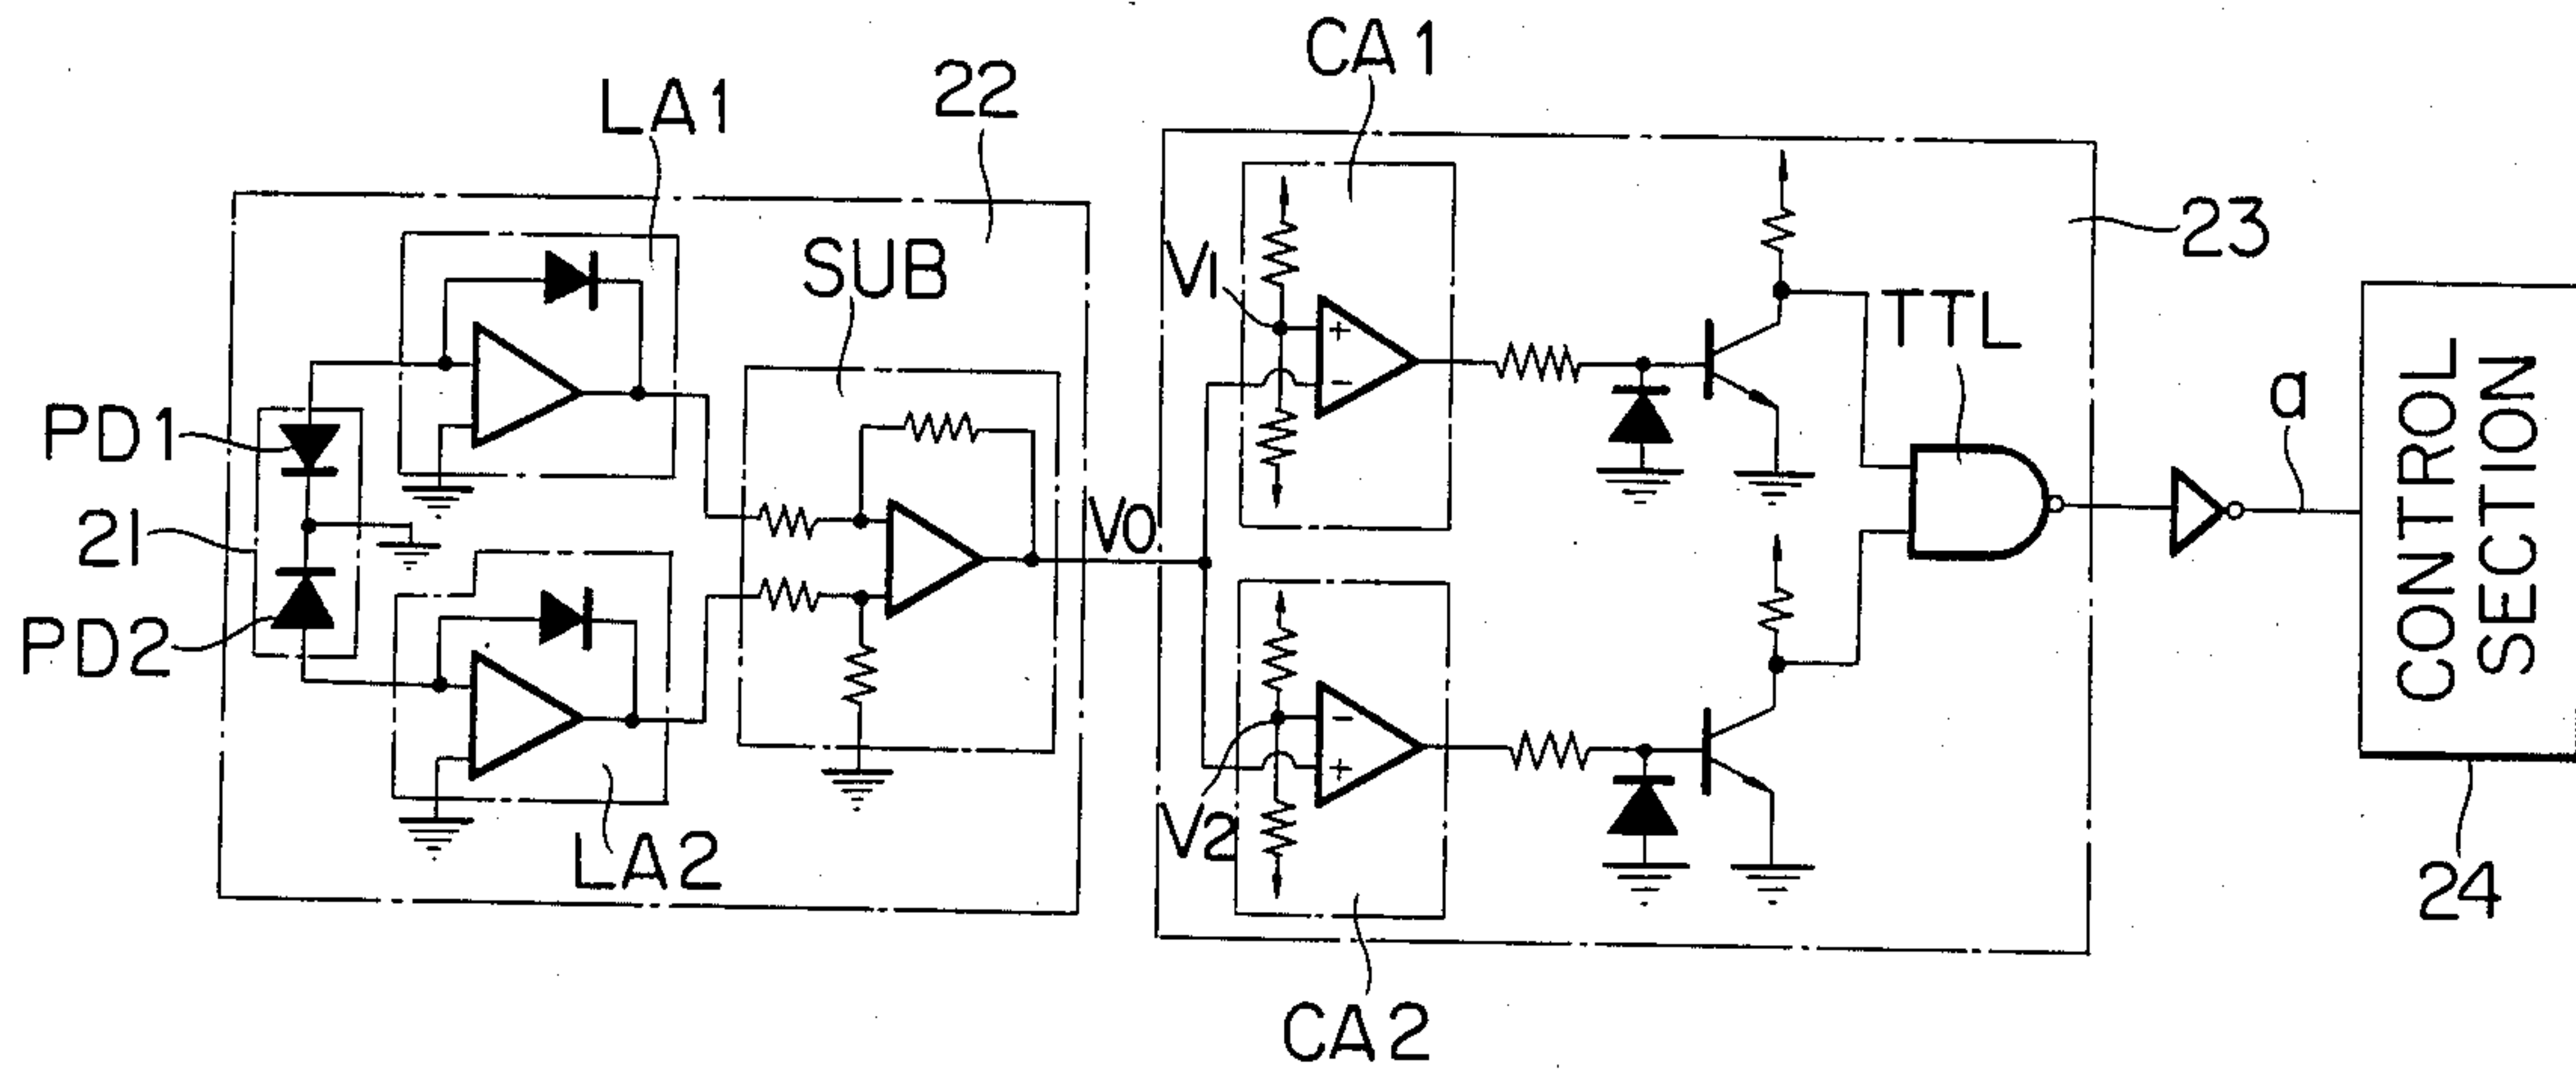 CA1
22
LA1
23
SUB
V1
+
−
TTL
a
CONTROL
SECTION
PD1
21
V0
PD2
V2
−
+
LA2
24
CA2